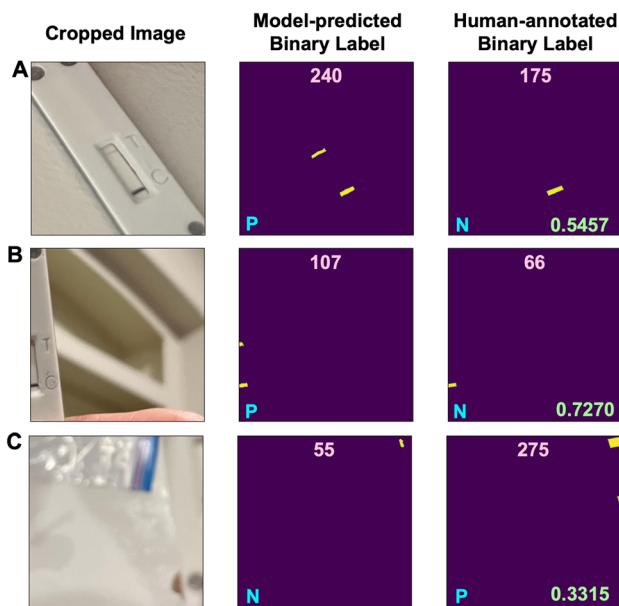 Cropped Image
Model-predicted
Binary Label
Human-annotated
Binary Label
A
T
C
240
P
175
N
0.5457
B
T
C
107
P
66
N
0.7270
C
55
N
275
P
0.3315